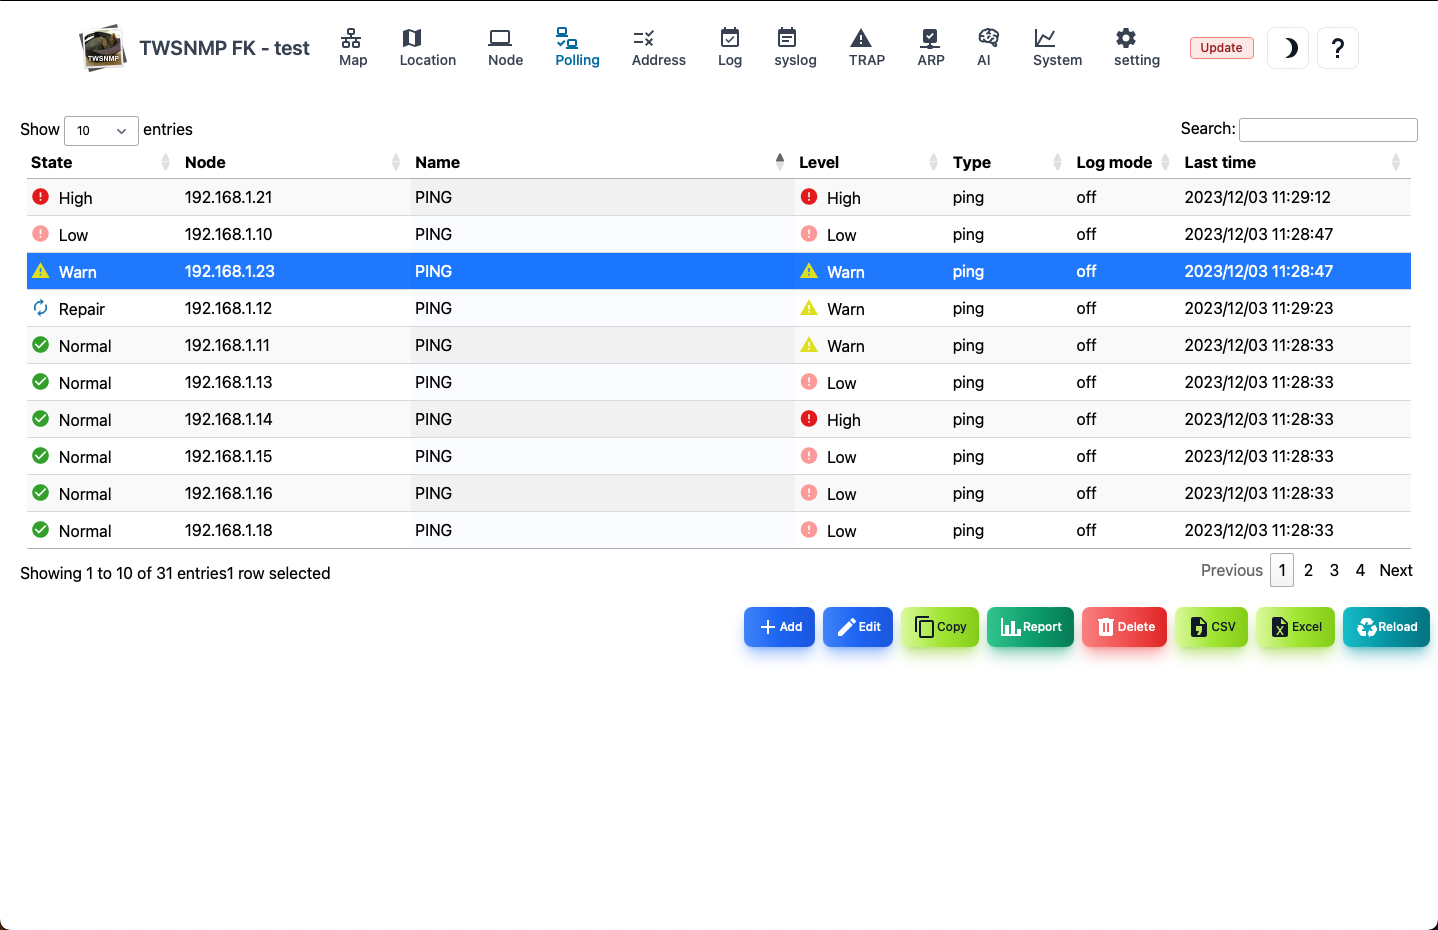 TWSNMP
TWSNMP FK - test
Map Location Node Polling Address Log syslog TRAP ARP AI System setting Update ?
Show 10 entries
Search:
State Node Name Level Type Log mode Last time
High 192.168.1.21 PING High ping off 2023/12/03 11:29:12
Low 192.168.1.10 PING Low ping off 2023/12/03 11:28:47
Warn 192.168.1.23 PING Warn ping off 2023/12/03 11:28:47
Repair 192.168.1.12 PING Warn ping off 2023/12/03 11:29:23
Normal 192.168.1.11 PING Warn ping off 2023/12/03 11:28:33
Normal 192.168.1.13 PING Low ping off 2023/12/03 11:28:33
Normal 192.168.1.14 PING High ping off 2023/12/03 11:28:33
Normal 192.168.1.15 PING Low ping off 2023/12/03 11:28:33
Normal 192.168.1.16 PING Low ping off 2023/12/03 11:28:33
Normal 192.168.1.18 PING Low ping off 2023/12/03 11:28:33
Showing 1 to 10 of 31 entries1 row selected
Previous 1 2 3 4 Next
Add Edit Copy Report Delete CSV Excel Reload